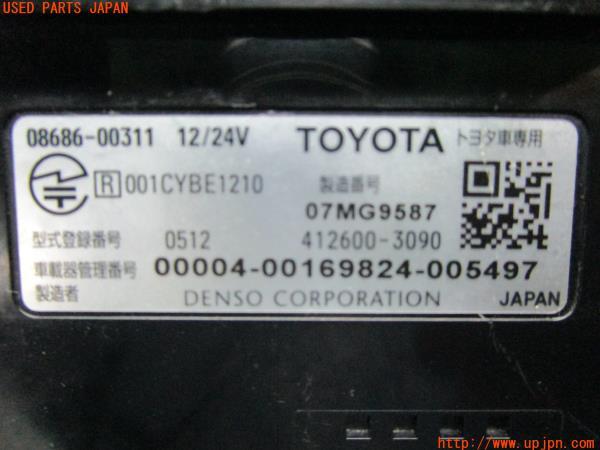 USED PARTS JAPAN
08686-00311 12/24V TOYOTA トヨタ車専用
R 001CYBE1210 製造番号
07MG9587
型式登録番号 0512 412600-3090
車載器管理番号 00004-00169824-005497
製造者 DENSO CORPORATION JAPAN
http://www.upjpn.com